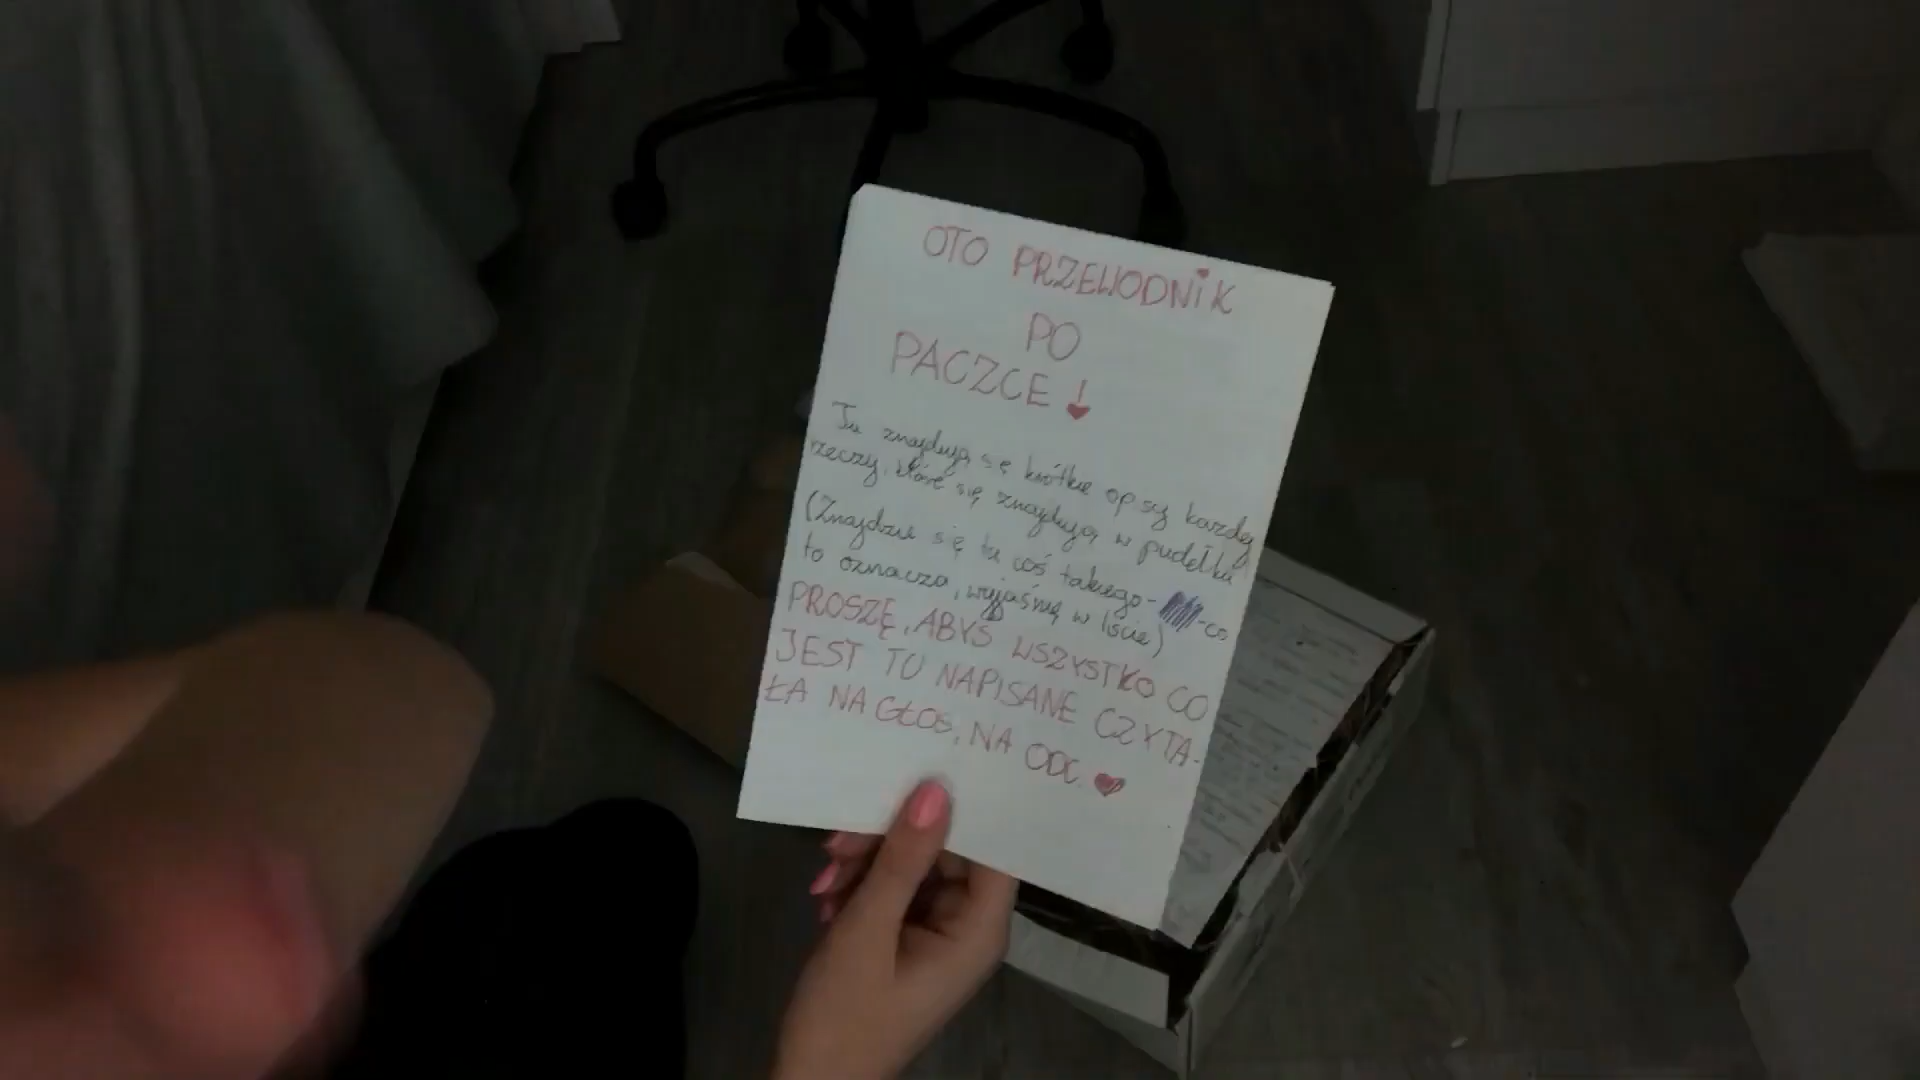 OTO PRZEWODNiK
PO
PACZCE!
Tu znajdują się krótkie opisy każdej
rzeczy, które się znajdują w pudełku
(Znajdzie się tu coś takiego- -co
to oznacza, wyjaśnię w liście)
PROSZĘ, ABYŚ WSZYSTKO CO
JEST TU NAPISANE CZYTA-
ŁA NA GŁOS, NA ODC.